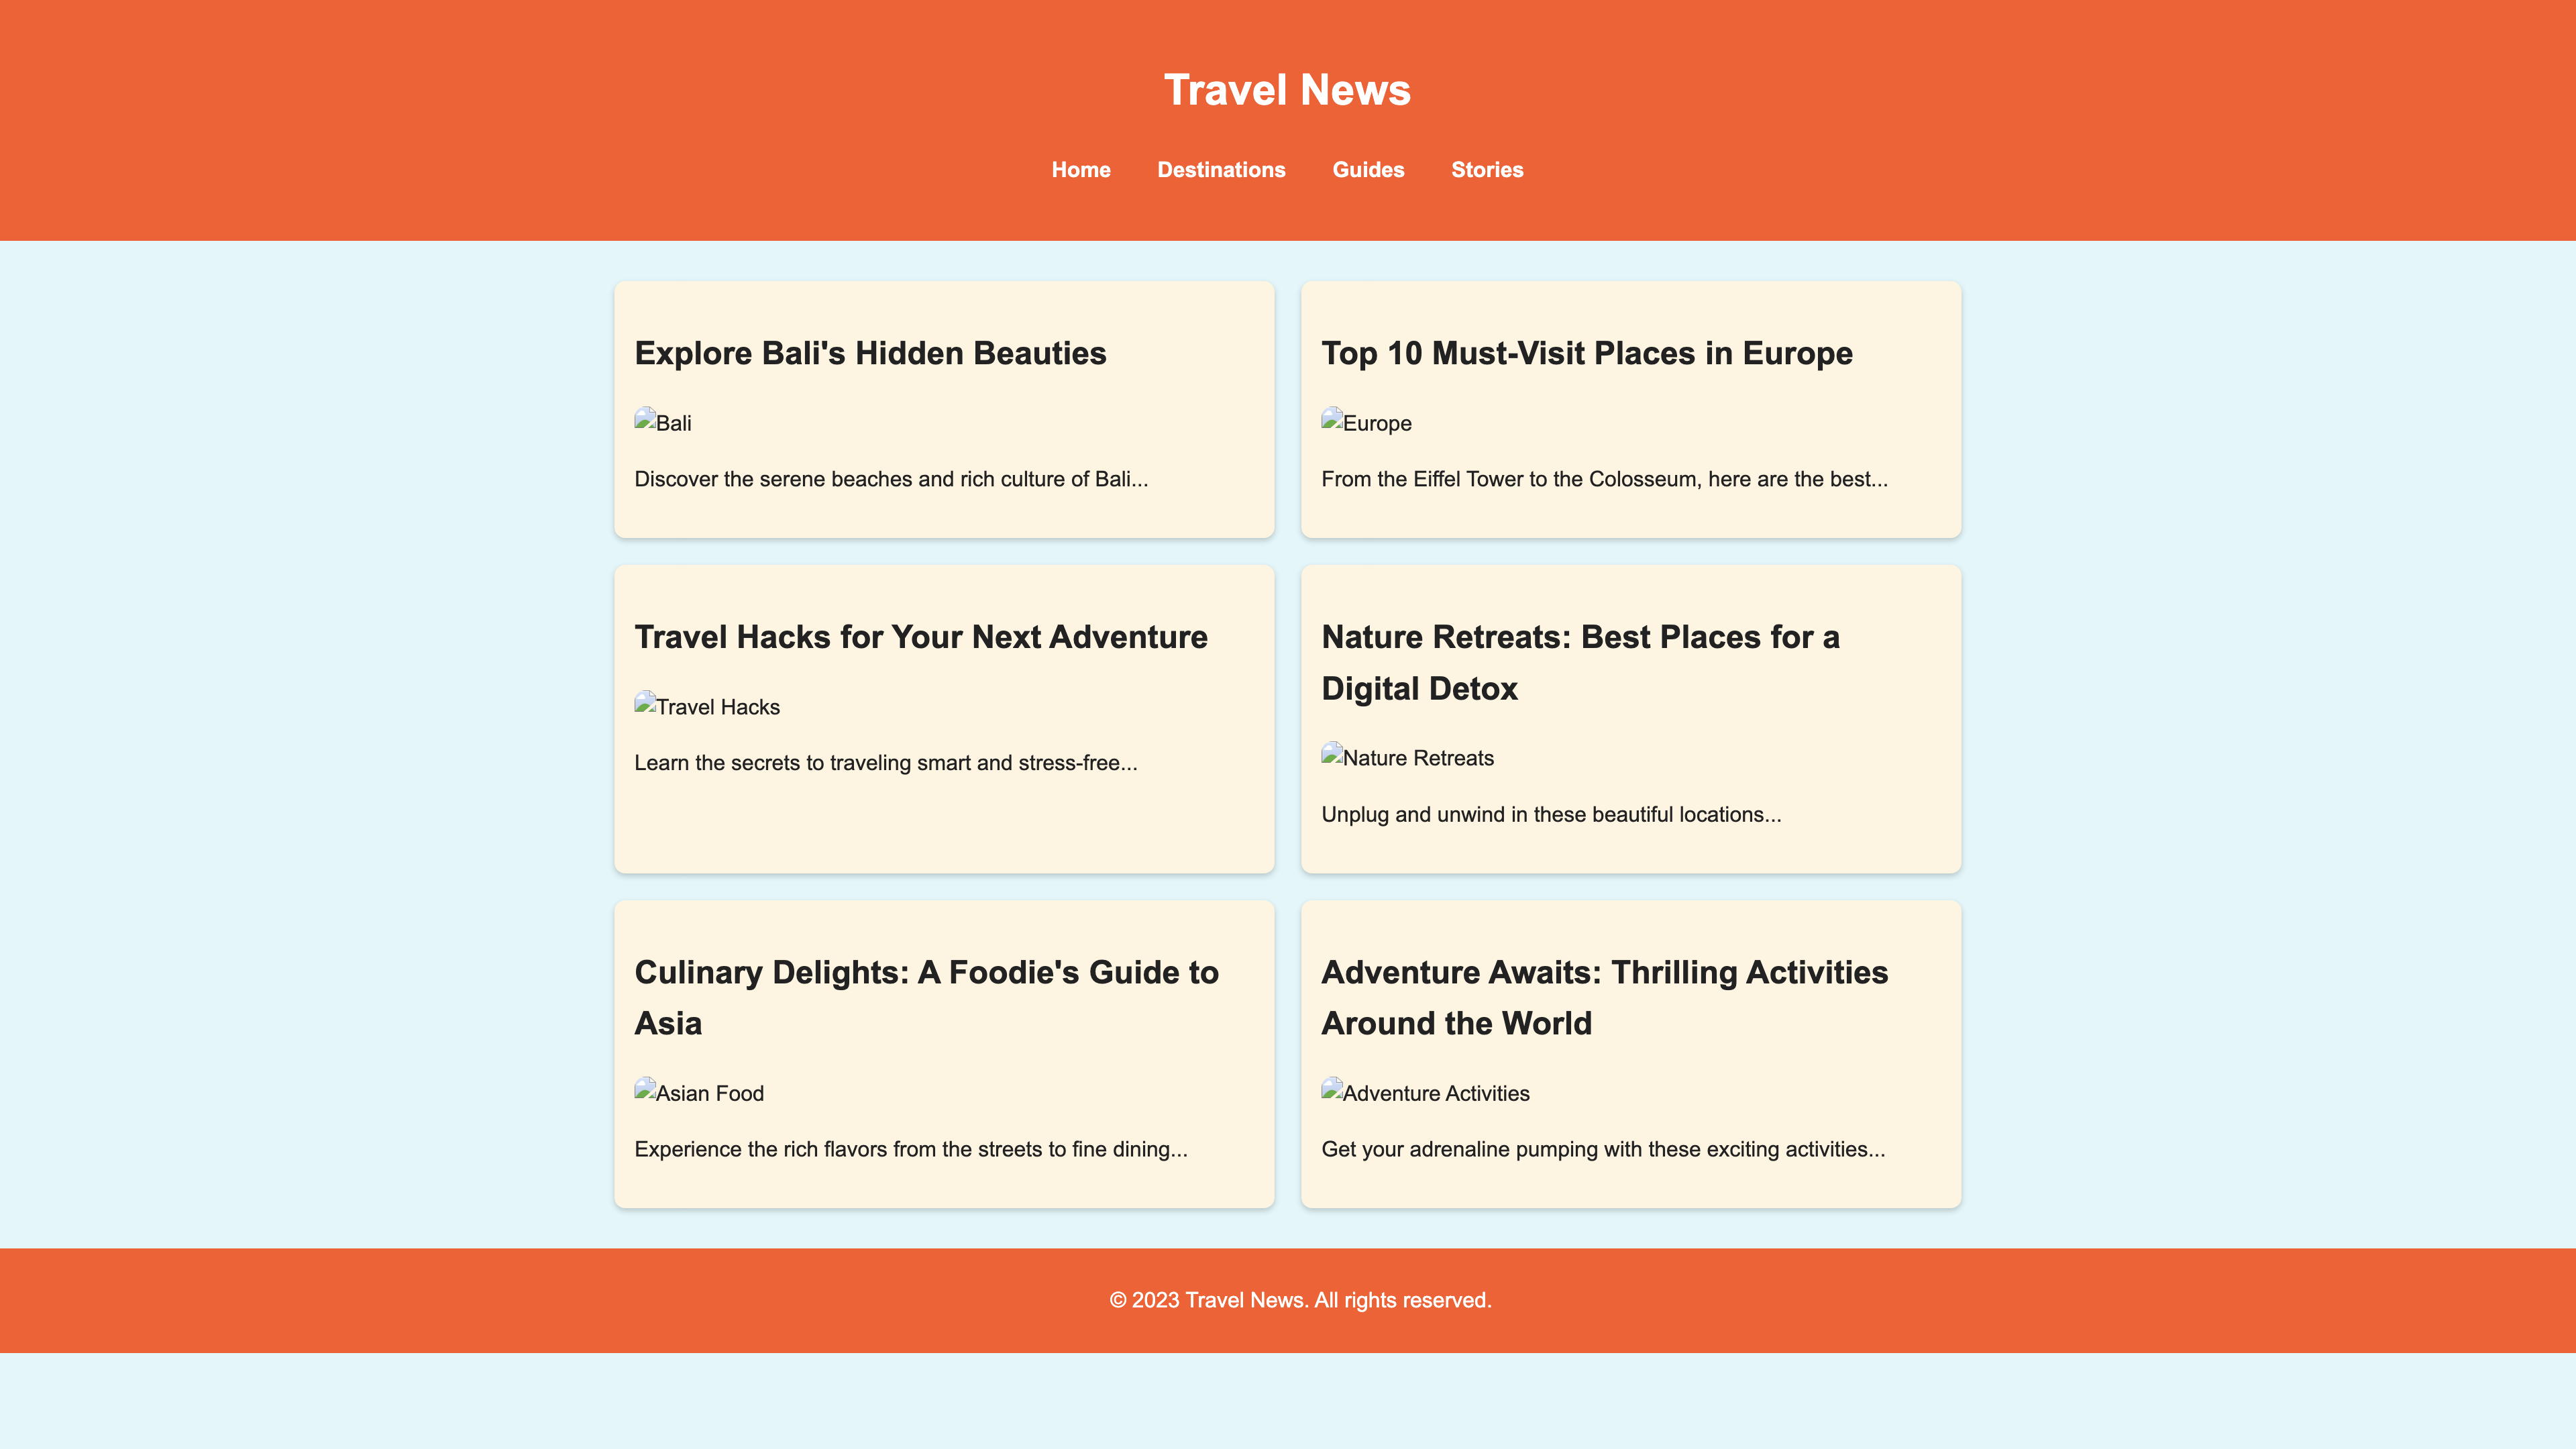 Travel News
Home Destinations Guides Stories
Explore Bali's Hidden Beauties
Bali
Discover the serene beaches and rich culture of Bali...
Top 10 Must-Visit Places in Europe
Europe
From the Eiffel Tower to the Colosseum, here are the best...
Travel Hacks for Your Next Adventure
Travel Hacks
Learn the secrets to traveling smart and stress-free...
Nature Retreats: Best Places for a
Digital Detox
Nature Retreats
Unplug and unwind in these beautiful locations...
Culinary Delights: A Foodie's Guide to
Asia
Asian Food
Experience the rich flavors from the streets to fine dining...
Adventure Awaits: Thrilling Activities
Around the World
Adventure Activities
Get your adrenaline pumping with these exciting activities...
© 2023 Travel News. All rights reserved.